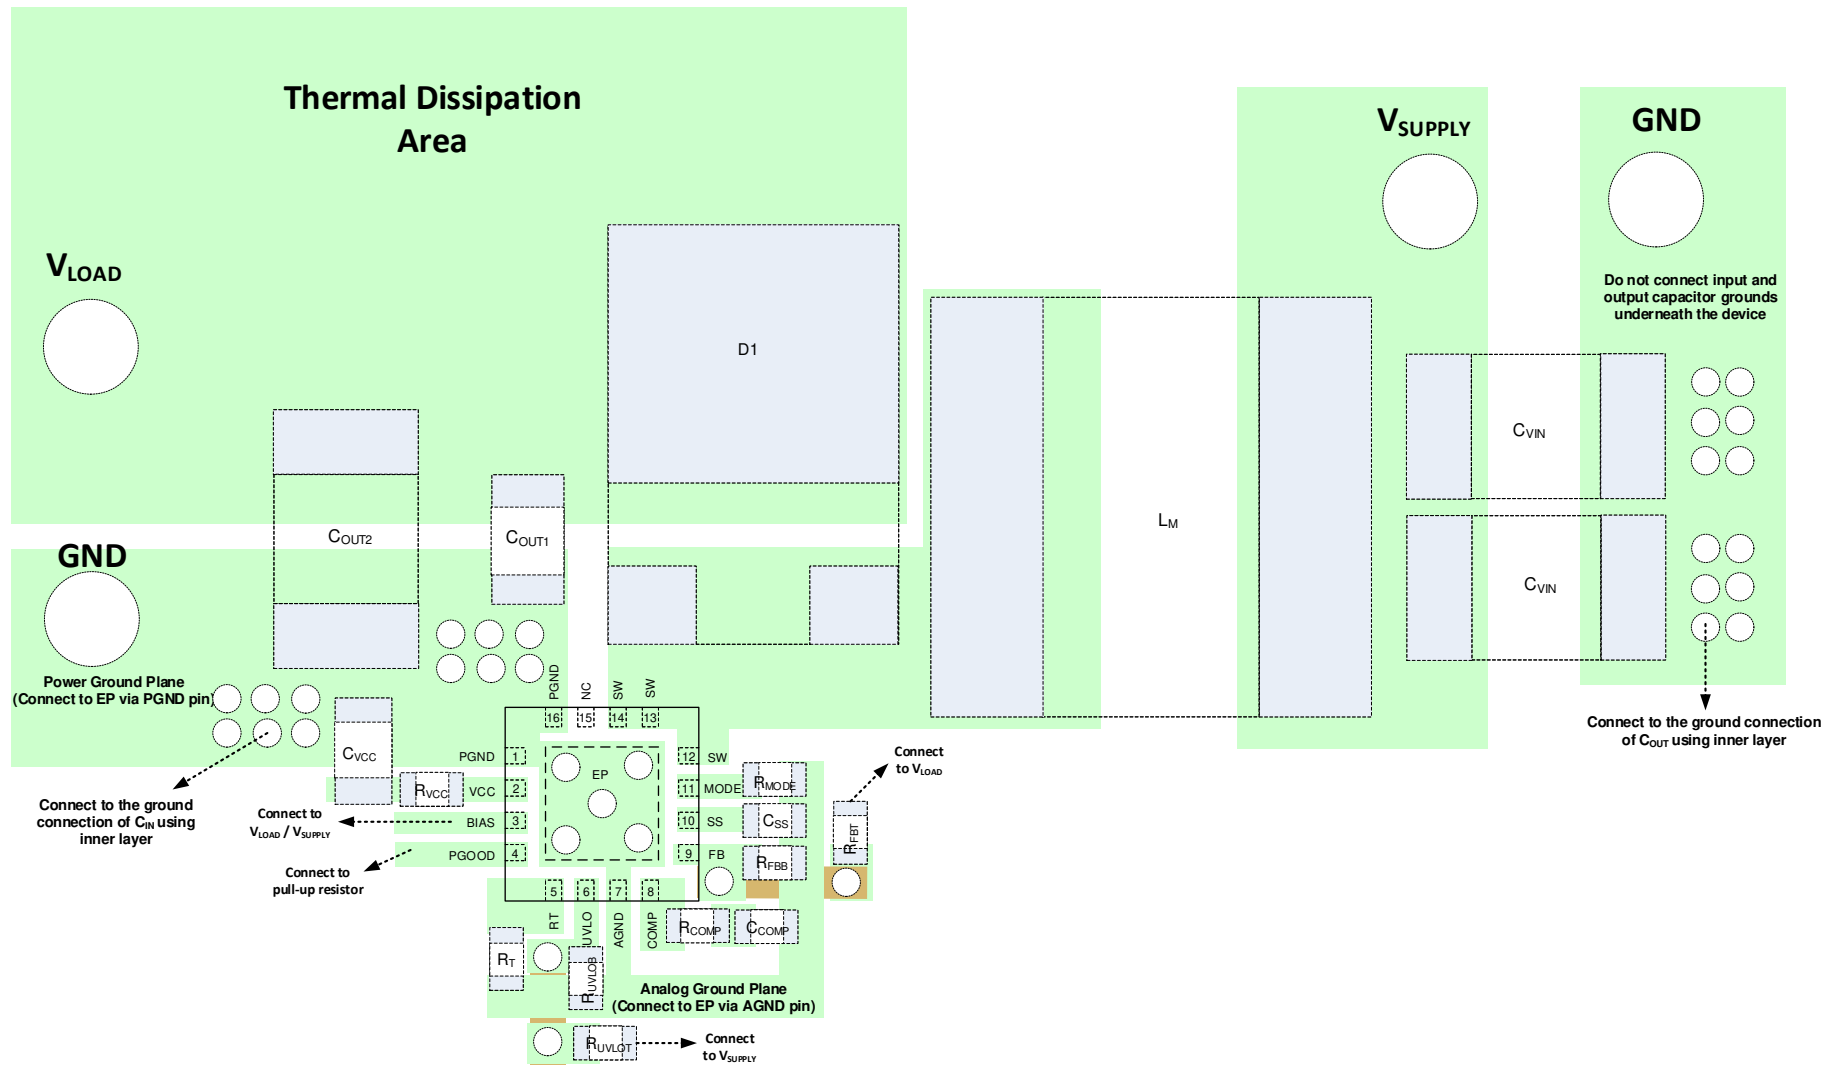 Thermal Dissipation
Area
VSUPPLY
GND
VLOAD
Do not connect input and
output capacitor grounds
underneath the device
D1
CVIN
LM
COUT2
COUT1
GND
CVIN
Power Ground Plane
(Connect to EP via PGND pin)
PGND
NC
SW
SW
16
15
14
13
Connect to the ground connection
of COUT using inner layer
CVCC
PGND
1
EP
12
SW
Connect
to VLOAD
RVCC
VCC
2
11
MODE
RMODE
Connect to the ground
connection of CIN using
inner layer
Connect to
VLOAD / VSUPPLY
BIAS
3
10
SS
CSS
RFBT
PGOOD
4
9
FB
RFBB
Connect to
pull-up resistor
5
6
7
8
RT
UVLO
AGND
COMP
RCOMP
CCOMP
RT
RUVLOB
Analog Ground Plane
(Connect to EP via AGND pin)
RUVLOT
Connect
to VSUPPLY